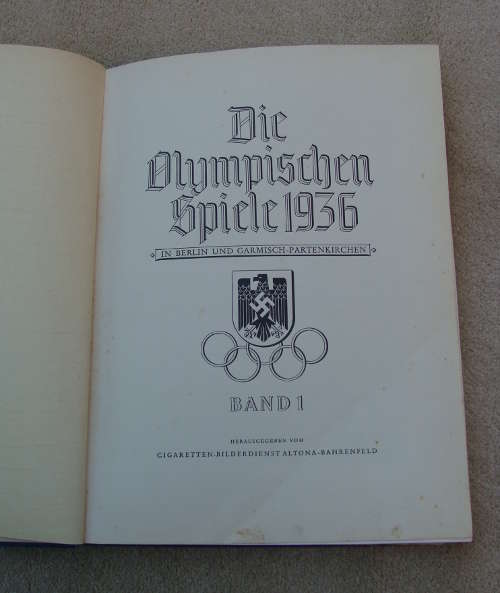 Die
Olympischen
Spiele 1936
IN BERLIN UND GARMISCH-PARTENKIRCHEN
BAND 1
HERAUSGEGEBEN VOM
CIGARETTEN-BILDERDIENST ALTONA-BAHRENFELD